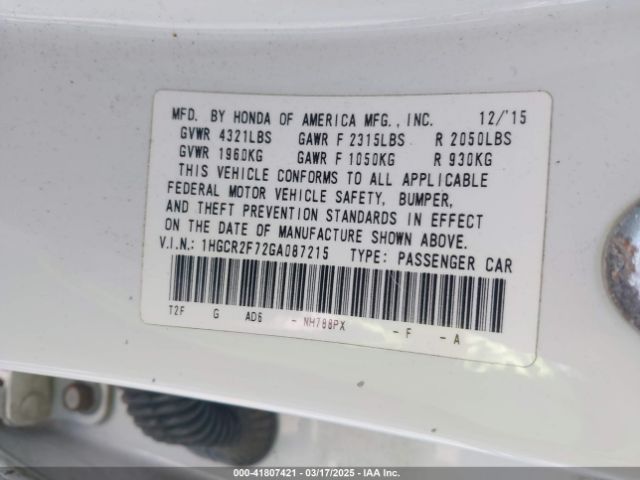 MFD. BY HONDA OF AMERICA MFG., INC. 12/'15
GVWR 4321LBS GAWR F 2315LBS R 2050LBS
GVWR 1960KG GAWR F 1050KG R 930KG
THIS VEHICLE CONFORMS TO ALL APPLICABLE
FEDERAL MOTOR VEHICLE SAFETY, BUMPER,
AND THEFT PREVENTION STANDARDS IN EFFECT
ON THE DATE OF MANUFACTURE SHOWN ABOVE.
V.I.N.: 1HGCR2F72GA087215 TYPE: PASSENGER CAR
T2F G AD6 - NH788PX - F - A
000-41807421 - 03/17/2025 - IAA Inc.